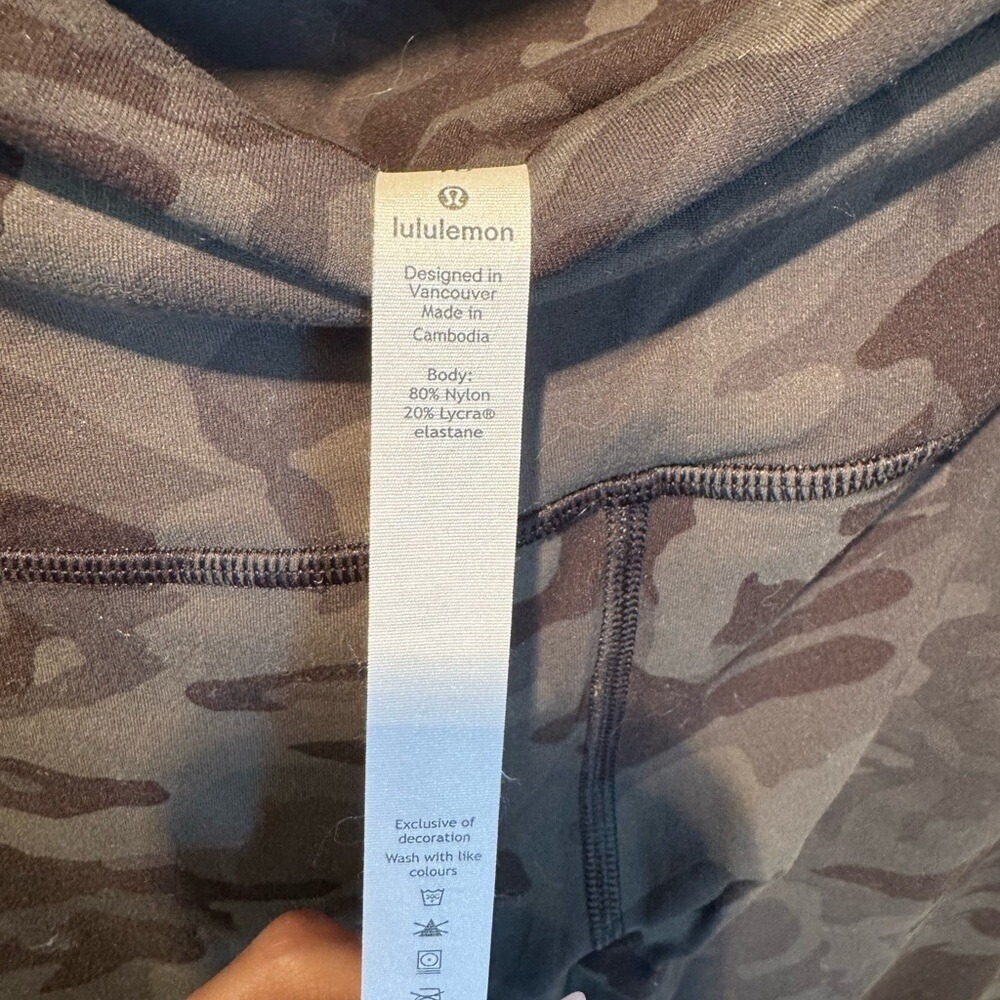 lululemon
Designed in
Vancouver
Made in
Cambodia
Body:
80% Nylon
20% Lycra®
elastane
Exclusive of
decoration
Wash with like
colours